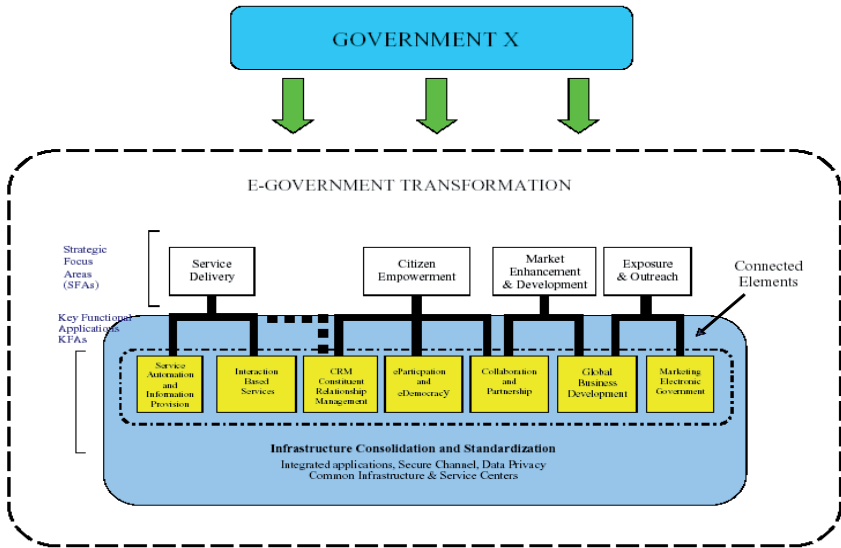 GOVERNMENT X
E-GOVERNMENT TRANSFORMATION
Strategic
Focus
Areas
(SFAs)
Service
Delivery
Citizen
Empowerment
Market
Enhancement
& Development
Exposure
& Outreach
Connected
Elements
Key Functional
Applications
KFAs
Service
Automation
and
Information
Provision
Interaction
Based
Services
CRM
Constituent
Relationship
Management
eParticpation
and
eDemocracy
Collaboration
and
Partnership
Global
Business
Development
Marketing
Electronic
Government
Infrastructure Consolidation and Standardization
Integrated applications, Secure Channel, Data Privacy
Common Infrastructure & Service Centers